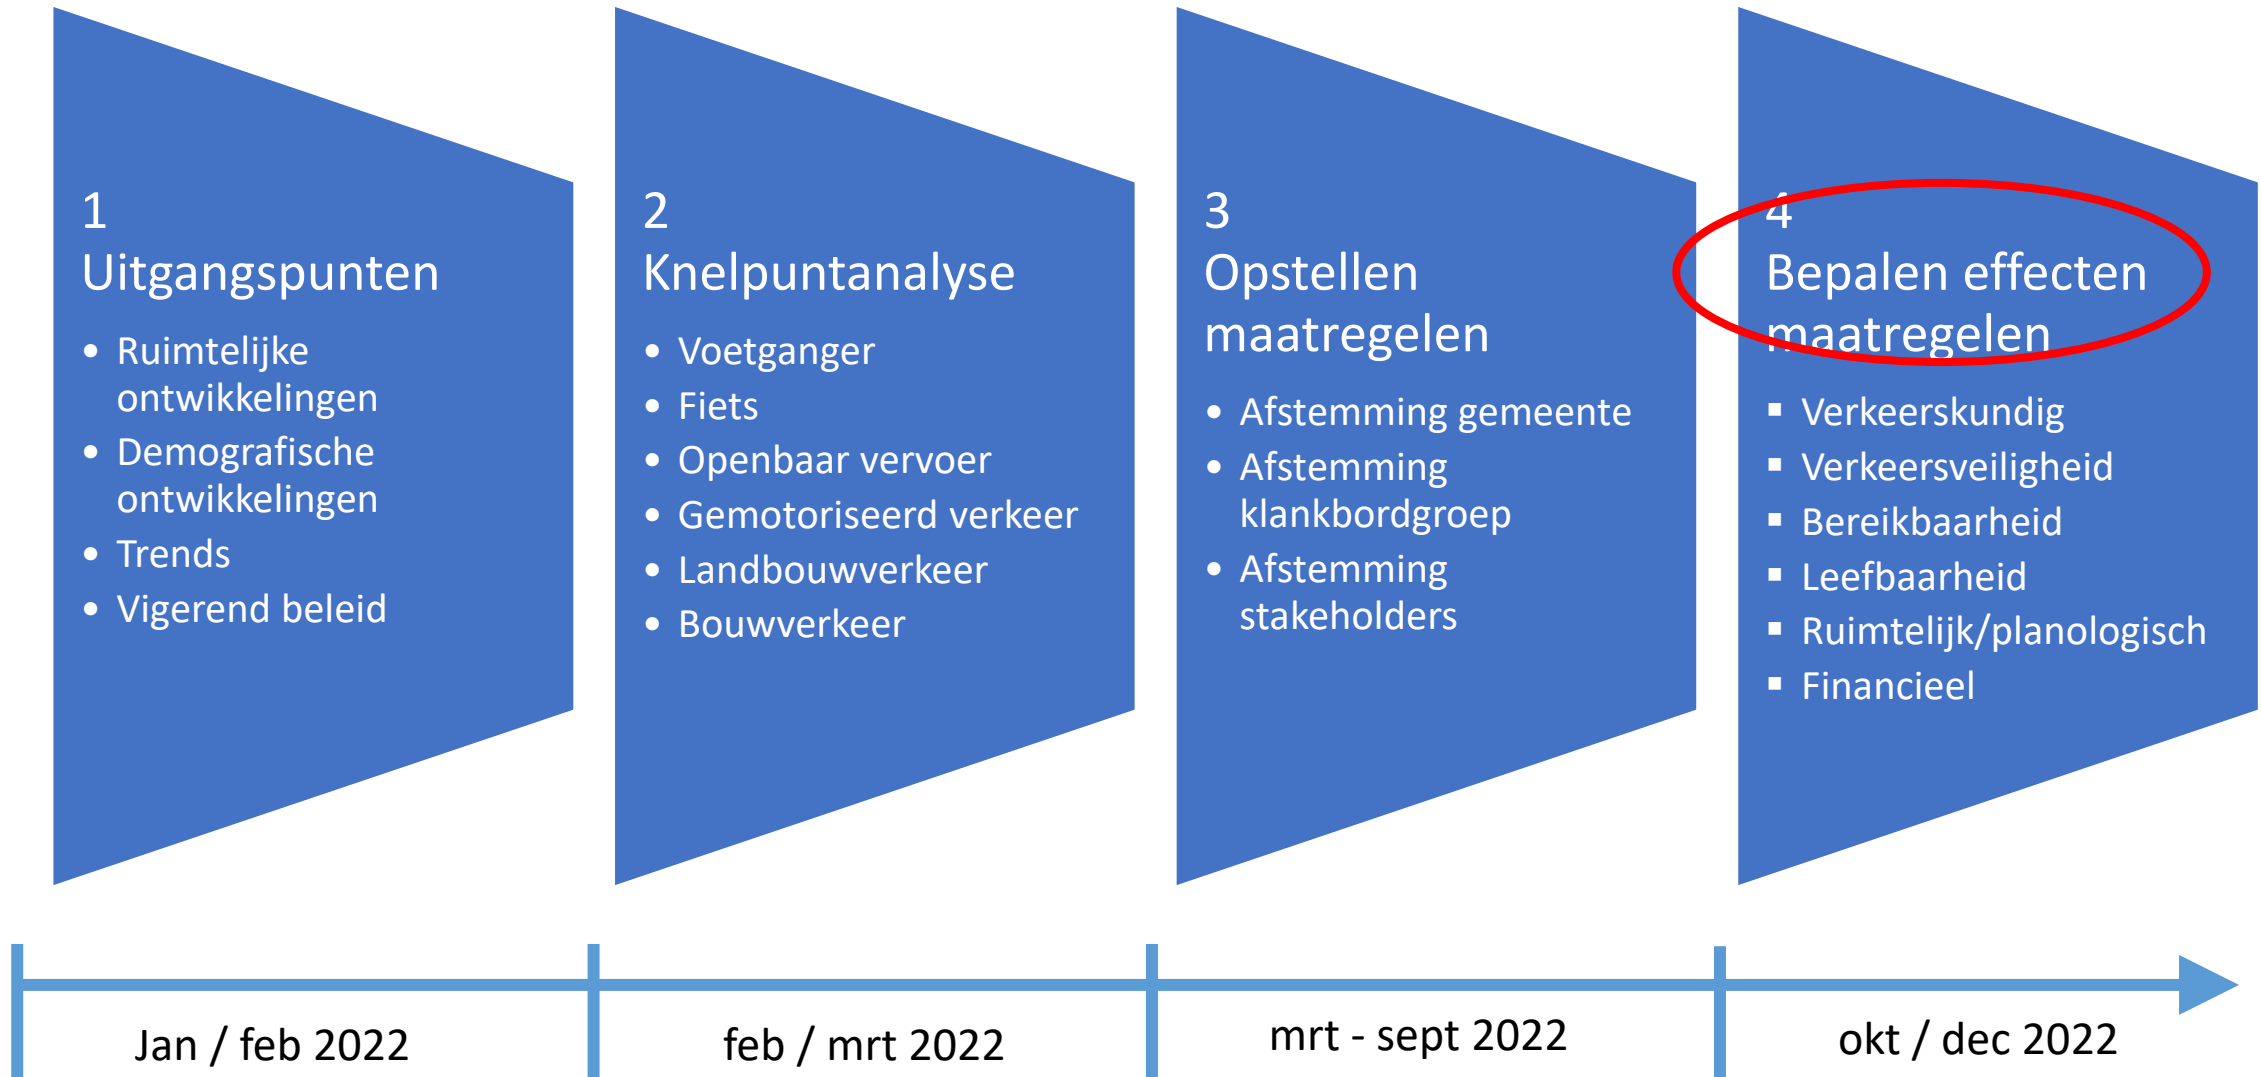 1
Uitgangspunten
• Ruimtelijke
ontwikkelingen
• Demografische
ontwikkelingen
• Trends
• Vigerend beleid
2
Knelpuntanalyse
• Voetganger
• Fiets
• Openbaar vervoer
• Gemotoriseerd verkeer
• Landbouwverkeer
• Bouwverkeer
3
Opstellen
maatregelen
• Afstemming gemeente
• Afstemming
klankbordgroep
• Afstemming
stakeholders
4
Bepalen effecten
maatregelen
▪ Verkeerskundig
▪ Verkeersveiligheid
▪ Bereikbaarheid
▪ Leefbaarheid
▪ Ruimtelijk/planologisch
▪ Financieel
Jan / feb 2022
feb / mrt 2022
mrt - sept 2022
okt / dec 2022